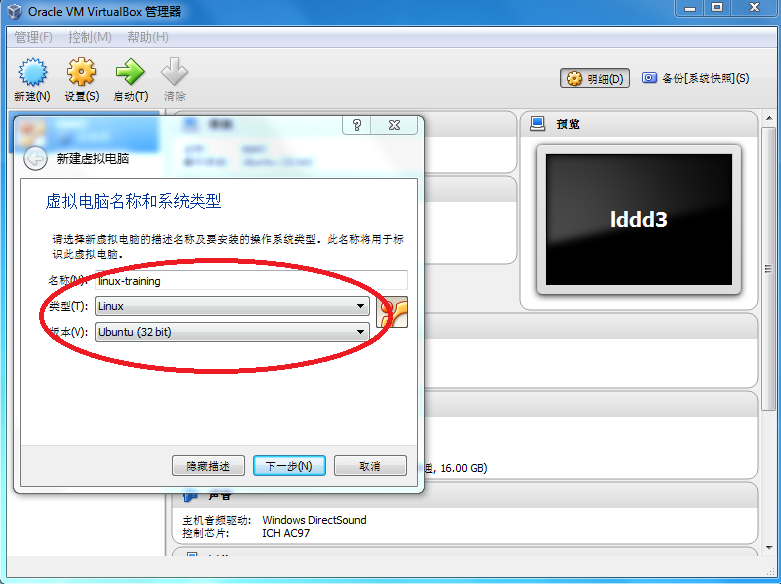 Oracle VM VirtualBox 管理器
管理(F) 控制(M) 帮助(H)
新建(N) 设置(S) 启动(T) 清除
明细(D) 备份[系统快照](S)
预览
lddd3
?
新建虚拟电脑
虚拟电脑名称和系统类型
请选择新虚拟电脑的描述名称及要安装的操作系统类型。此名称将用于标
识此虚拟电脑。
名称(N): linux-training
类型(T): Linux
版本(V): Ubuntu (32 bit)
隐藏描述 下一步(N) 取消
通, 16.00 GB)
声音
主机音频驱动: Windows DirectSound
控制芯片: ICH AC97